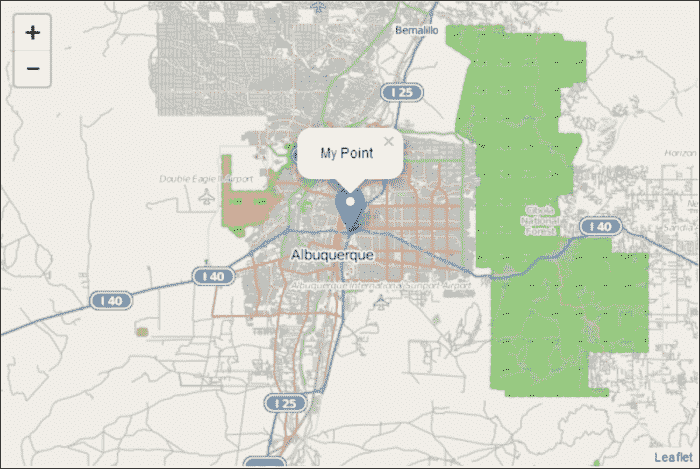 +
−
Bernalillo
I 25
×
My Point
Double Eagle II Airport
Cibola
National
Forest
I 40
Horizon
Albuquerque
I 40
Albuquerque International Sunport Airport
I 40
I 25
Leaflet